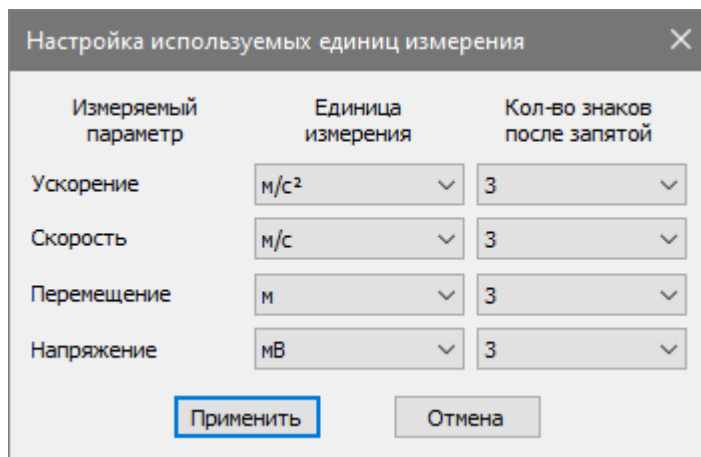 Настройка используемых единиц измерения
Измеряемый параметр
Единица измерения
Кол-во знаков после запятой
Ускорение м/с² 3
Скорость м/с 3
Перемещение м 3
Напряжение мВ 3
Применить Отмена